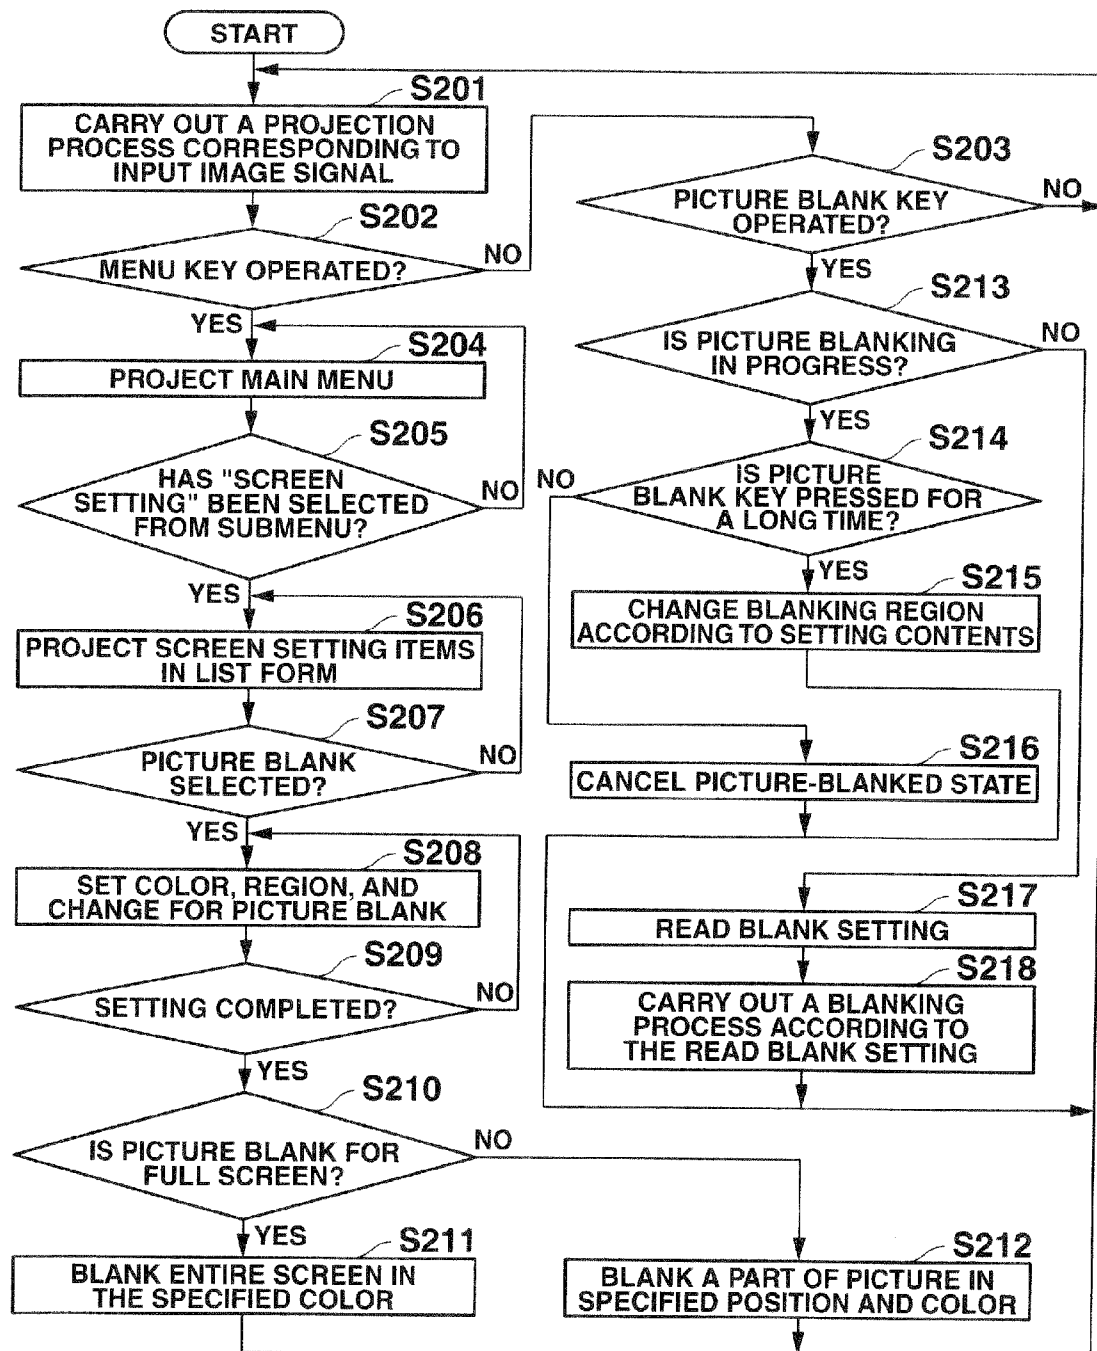 START
S201
CARRY OUT A PROJECTION
PROCESS CORRESPONDING TO
INPUT IMAGE SIGNAL
S202
MENU KEY OPERATED?
NO
YES
S204
PROJECT MAIN MENU
S205
HAS "SCREEN
SETTING" BEEN SELECTED
FROM SUBMENU?
NO
YES
S206
PROJECT SCREEN SETTING ITEMS
IN LIST FORM
S207
PICTURE BLANK
SELECTED?
NO
YES
S208
SET COLOR, REGION, AND
CHANGE FOR PICTURE BLANK
S209
SETTING COMPLETED?
NO
YES
S210
IS PICTURE BLANK FOR
FULL SCREEN?
NO
YES
S211
BLANK ENTIRE SCREEN IN
THE SPECIFIED COLOR
S203
PICTURE BLANK KEY
OPERATED?
NO
YES
S213
IS PICTURE BLANKING
IN PROGRESS?
NO
YES
S214
IS PICTURE
BLANK KEY PRESSED FOR
A LONG TIME?
NO
YES
S215
CHANGE BLANKING REGION
ACCORDING TO SETTING CONTENTS
S216
CANCEL PICTURE-BLANKED STATE
S217
READ BLANK SETTING
S218
CARRY OUT A BLANKING
PROCESS ACCORDING TO
THE READ BLANK SETTING
S212
BLANK A PART OF PICTURE IN
SPECIFIED POSITION AND COLOR